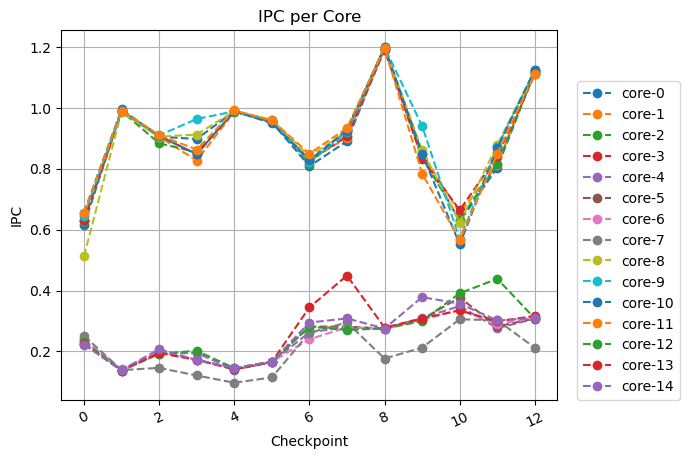 IPC per Core
IPC
1.2
1.0
0.8
0.6
0.4
0.2
0
2
4
6
8
10
12
Checkpoint
core-0
core-1
core-2
core-3
core-4
core-5
core-6
core-7
core-8
core-9
core-10
core-11
core-12
core-13
core-14